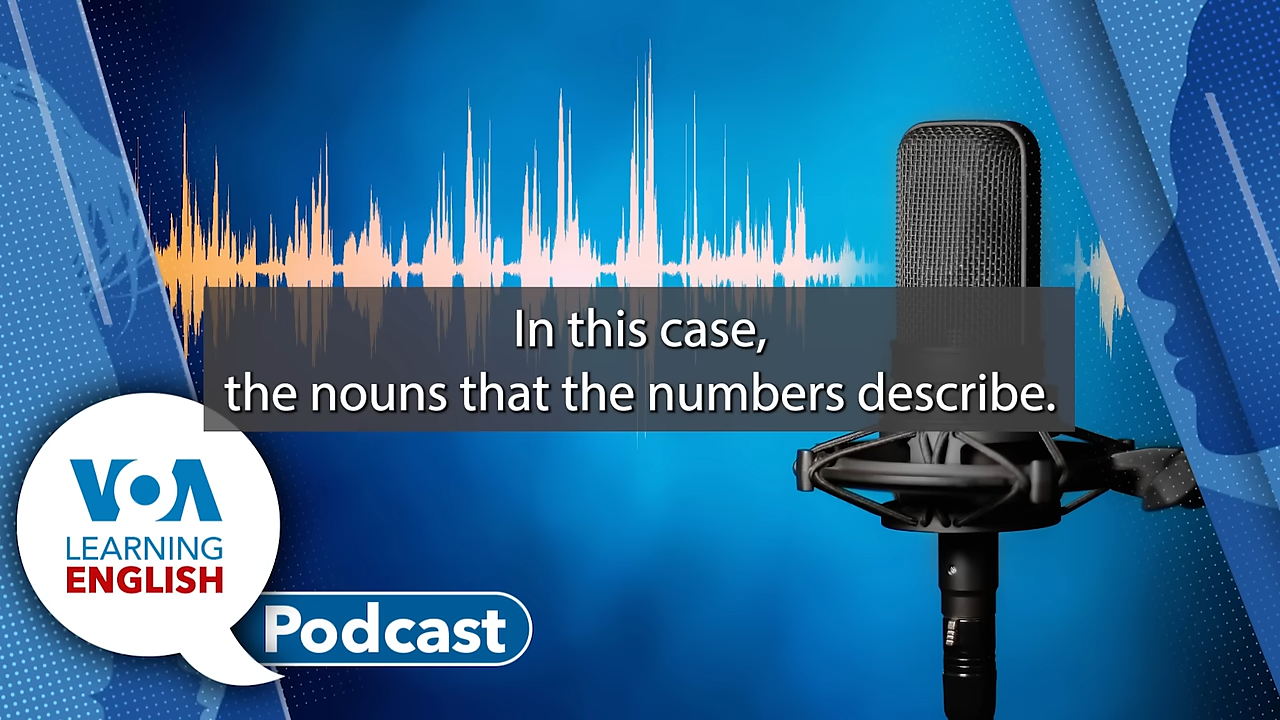 In this case,
the nouns that the numbers describe.
VOA
LEARNING
ENGLISH
Podcast